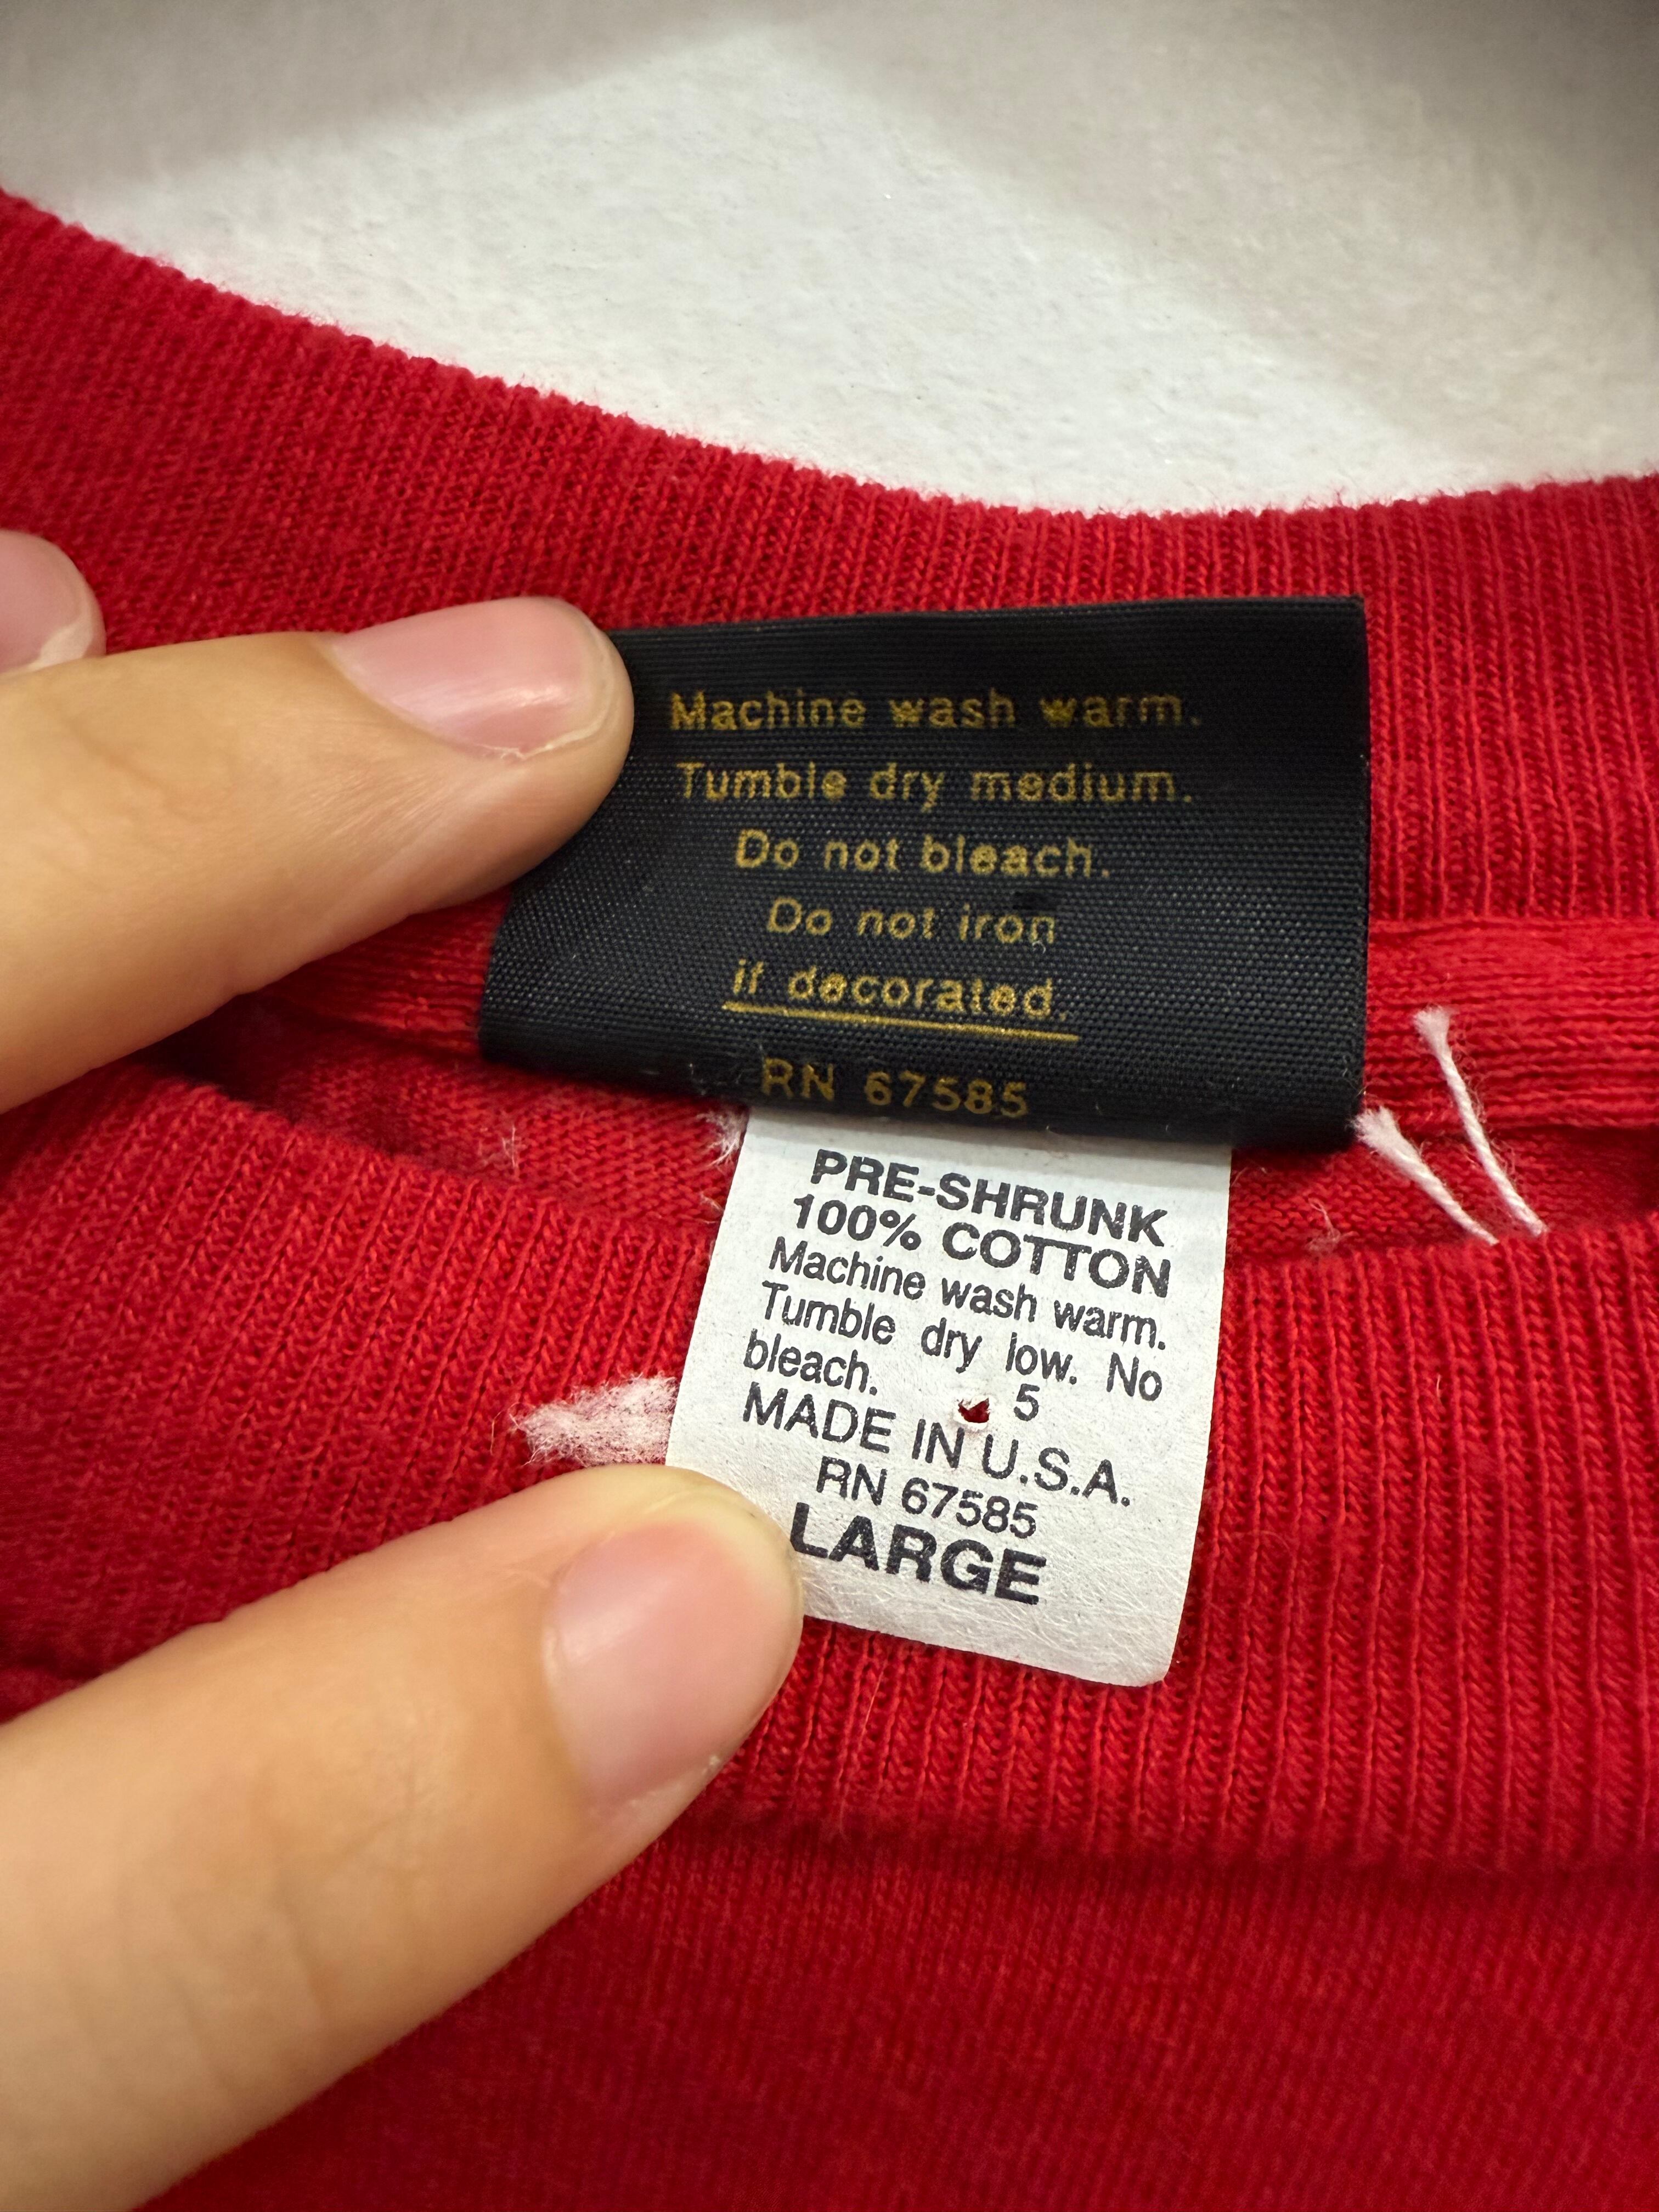 Machine wash warm.
Tumble dry medium.
Do not bleach.
Do not iron
if decorated.
RN 67585
PRE-SHRUNK
100% COTTON
Machine wash warm.
Tumble dry low. No
bleach. 5
MADE IN U.S.A.
RN 67585
LARGE